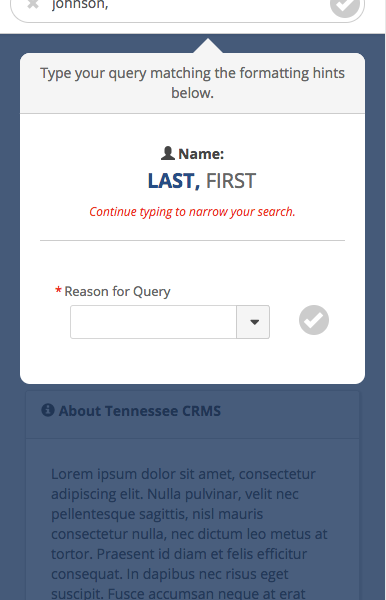 johnson,
Type your query matching the formatting hints
below.
Name:
LAST, FIRST
Continue typing to narrow your search.
* Reason for Query
About Tennessee CRMS
Lorem ipsum dolor sit amet, consectetur
adipiscing elit. Nulla pulvinar, velit nec
pellentesque sagittis, nisl mauris
consectetur nulla, nec dictum leo metus at
tortor. Praesent id diam et felis efficitur
consequat. In dapibus nec risus eget
suscipit. Fusce accumsan neque at erat